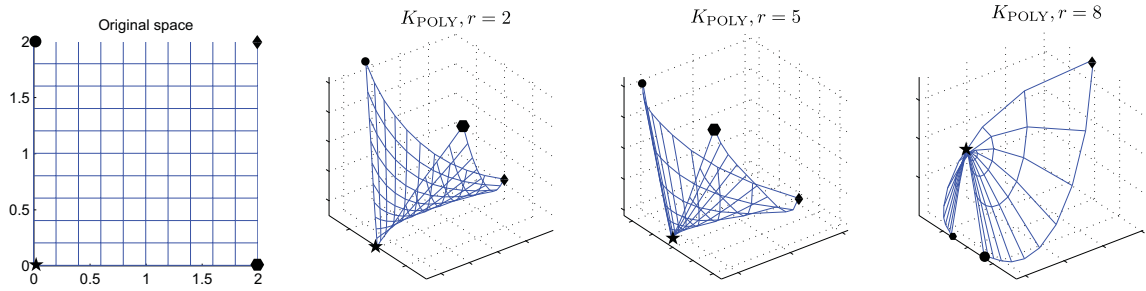 Original space
2
1.5
1
0.5
0
0 0.5 1 1.5 2
K_POLY, r = 2
K_POLY, r = 5
K_POLY, r = 8